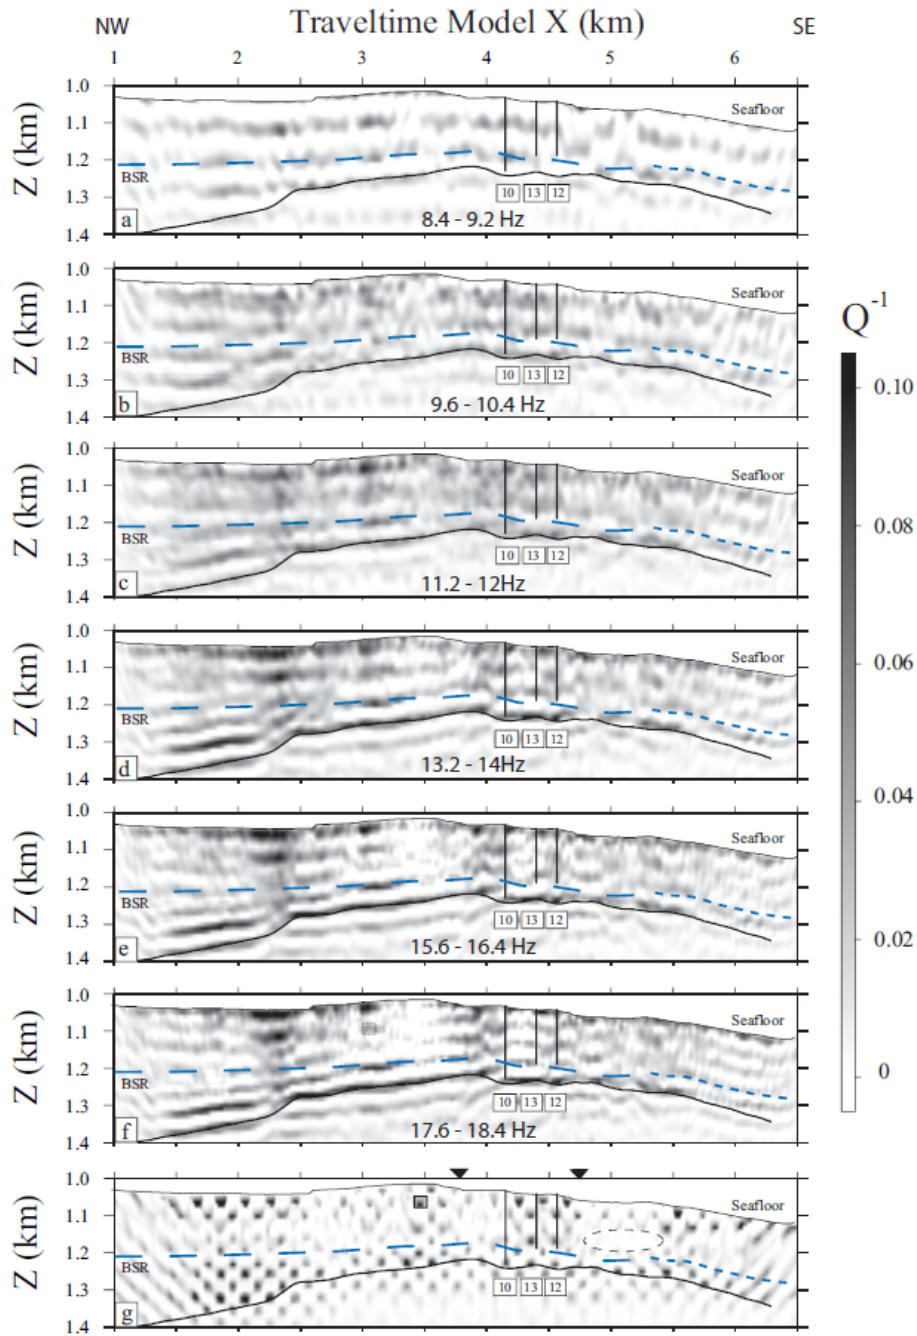 NW Traveltime Model X (km) SE
1 2 3 4 5 6
Z (km)
1.0
1.1
1.2
1.3
1.4
Seafloor
BSR
10 13 12
a
8.4 - 9.2 Hz
Z (km)
1.0
1.1
1.2
1.3
1.4
Seafloor
BSR
10 13 12
b
9.6 - 10.4 Hz
Z (km)
1.0
1.1
1.2
1.3
1.4
Seafloor
BSR
10 13 12
c
11.2 - 12Hz
Z (km)
1.0
1.1
1.2
1.3
1.4
Seafloor
BSR
10 13 12
d
13.2 - 14Hz
Z (km)
1.0
1.1
1.2
1.3
1.4
Seafloor
BSR
10 13 12
e
15.6 - 16.4 Hz
Z (km)
1.0
1.1
1.2
1.3
1.4
Seafloor
BSR
10 13 12
f
17.6 - 18.4 Hz
Z (km)
1.0
1.1
1.2
1.3
1.4
Seafloor
BSR
10 13 12
g
Q⁻¹
0.10
0.08
0.06
0.04
0.02
0